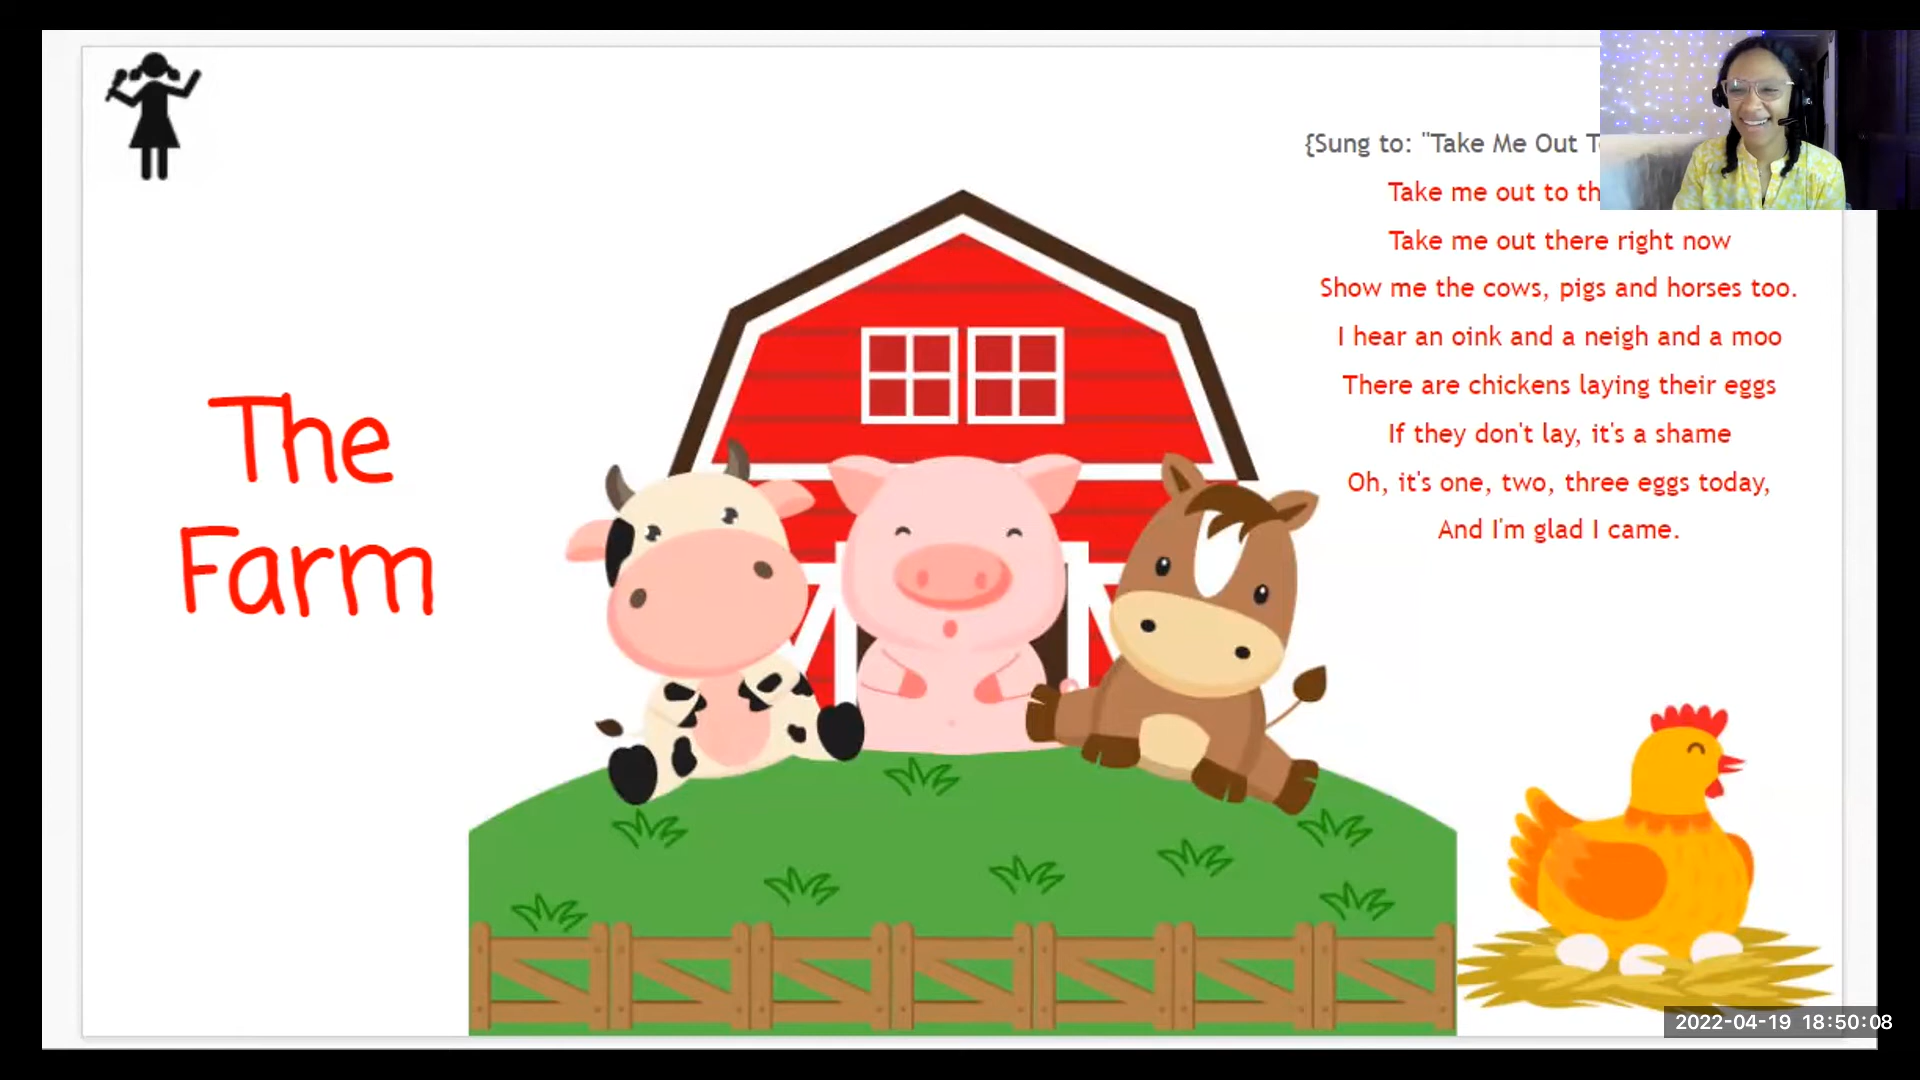 The
Farm
{Sung to: "Take Me Out
Take me out to
Take me out there right now
Show me the cows, pigs and horses too.
I hear an oink and a neigh and a moo
There are chickens laying their eggs
If they don't lay, it's a shame
Oh, it's one, two, three eggs today,
And I'm glad I came.
2022-04-19 18:50:08